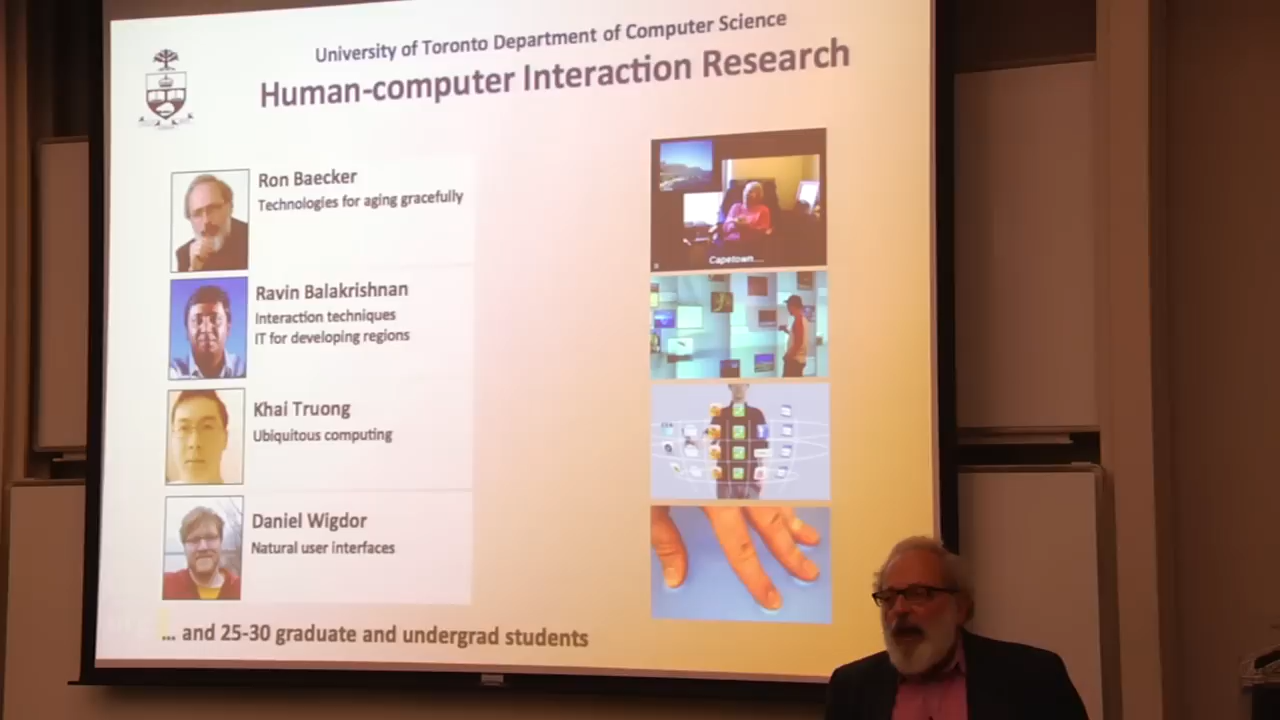 University of Toronto Department of Computer Science
Human-computer Interaction Research
Ron Baecker
Technologies for aging gracefully
Ravin Balakrishnan
Interaction techniques
IT for developing regions
Khai Truong
Ubiquitous computing
Daniel Wigdor
Natural user interfaces
... and 25-30 graduate and undergrad students
Capetown....